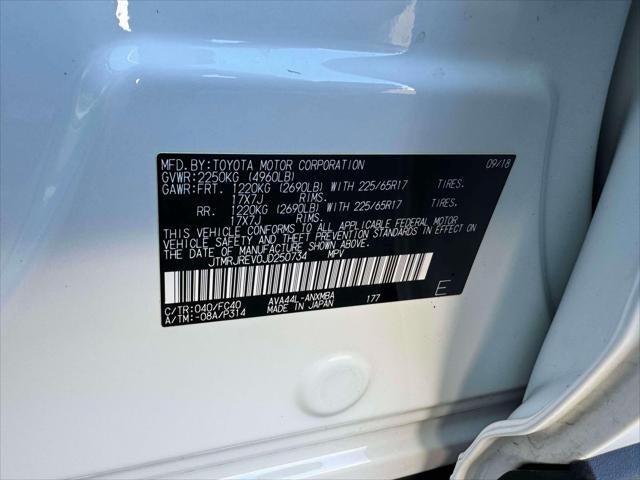 MFD. BY: TOYOTA MOTOR CORPORATION 09/18
GVWR: 2250KG (4960LB)
GAWR: FRT. 1220KG (2690LB) WITH 225/65R17 TIRES.
17X7J RIMS.
RR. 1220KG (2690LB) WITH 225/65R17 TIRES.
17X7J RIMS.
THIS VEHICLE CONFORMS TO ALL APPLICABLE FEDERAL MOTOR
VEHICLE SAFETY AND BUMPER STANDARDS IN EFFECT ON
THE DATE OF MANUFACTURE SHOWN ABOVE.
JTMRJREV0JD250734 MPV
C/TR: 040/FC40 AVA44L-ANXMBA 177 E
A/TM: -08A/P314 MADE IN JAPAN